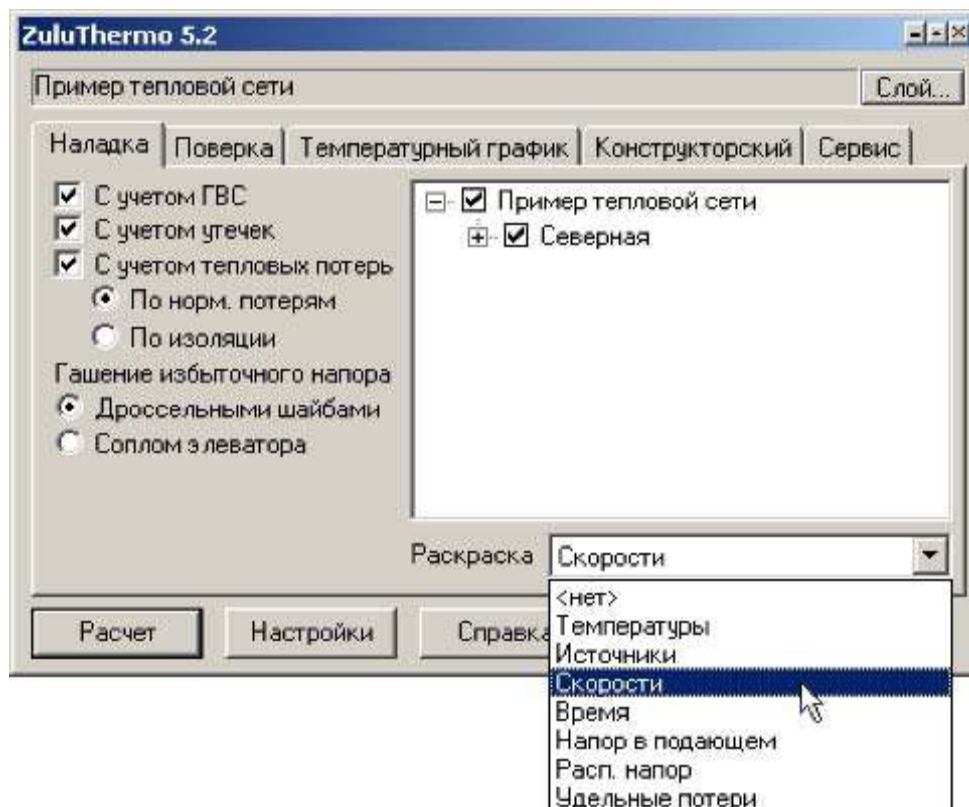 ZuluThermo 5.2
Пример тепловой сети
Слой...
Наладка Поверка Температурный график Конструкторский Сервис
С учетом ГВС
С учетом утечек
С учетом тепловых потерь
По норм. потерям
По изоляции
Гашение избыточного напора
Дроссельными шайбами
Соплом элеватора
Пример тепловой сети
Северная
Раскраска Скорости
<нет>
Температуры
Источники
Скорости
Время
Напор в подающем
Расп. напор
Удельные потери
Расчет Настройки Справка